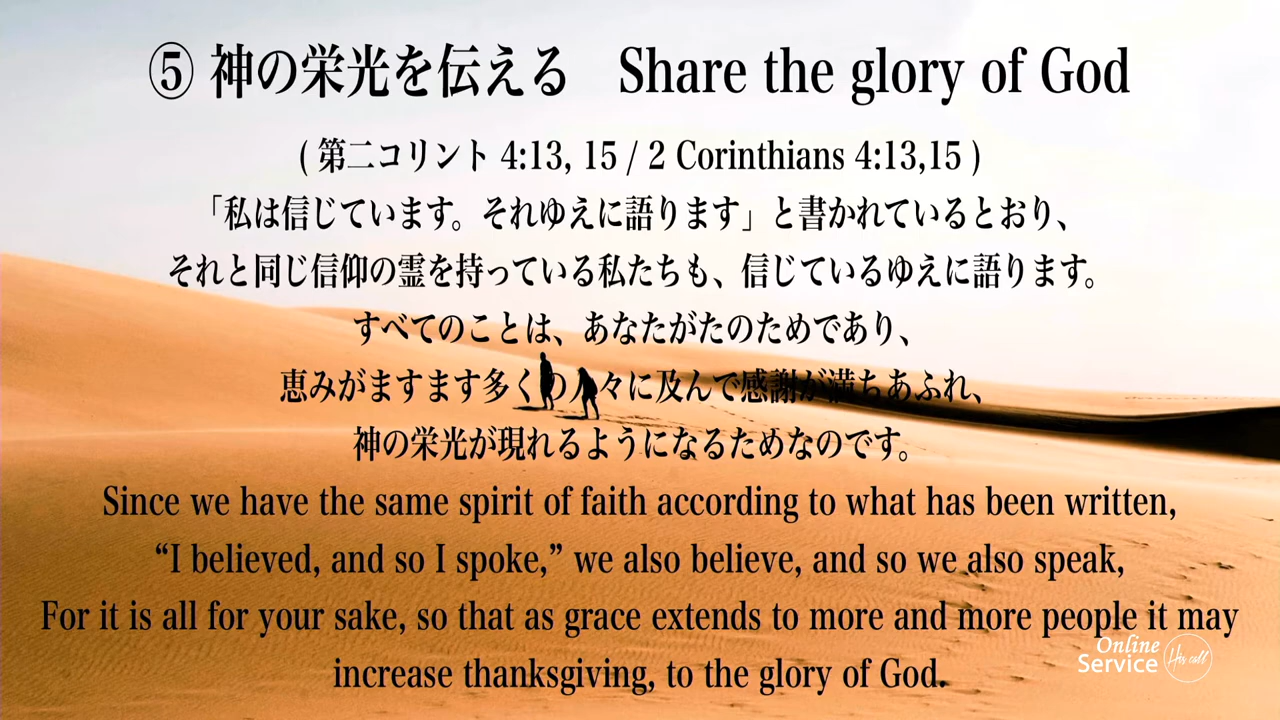 ⑤ 神の栄光を伝える Share the glory of God
( 第二コリント 4:13, 15 / 2 Corinthians 4:13,15 )
「私は信じています。それゆえに語ります」と書かれているとおり、
それと同じ信仰の霊を持っている私たちも、信じているゆえに語ります。
すべてのことは、あなたがたのためであり、
恵みがますます多くの人々に及んで感謝が満ちあふれ、
神の栄光が現れるようになるためなのです。
Since we have the same spirit of faith according to what has been written,
“I believed, and so I spoke,” we also believe, and so we also speak,
For it is all for your sake, so that as grace extends to more and more people it may
increase thanksgiving, to the glory of God.
Online
Service
His call